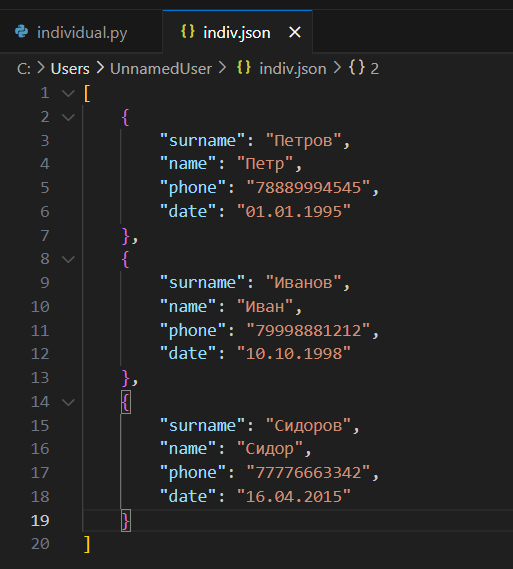 individual.py {} indiv.json ×
C: > Users > UnnamedUser > {} indiv.json > {} 2
1 [
2 {
3 "surname": "Петров",
4 "name": "Петр",
5 "phone": "78889994545",
6 "date": "01.01.1995"
7 },
8 {
9 "surname": "Иванов",
10 "name": "Иван",
11 "phone": "79998881212",
12 "date": "10.10.1998"
13 },
14 {
15 "surname": "Сидоров",
16 "name": "Сидор",
17 "phone": "77776663342",
18 "date": "16.04.2015"
19 }
20 ]